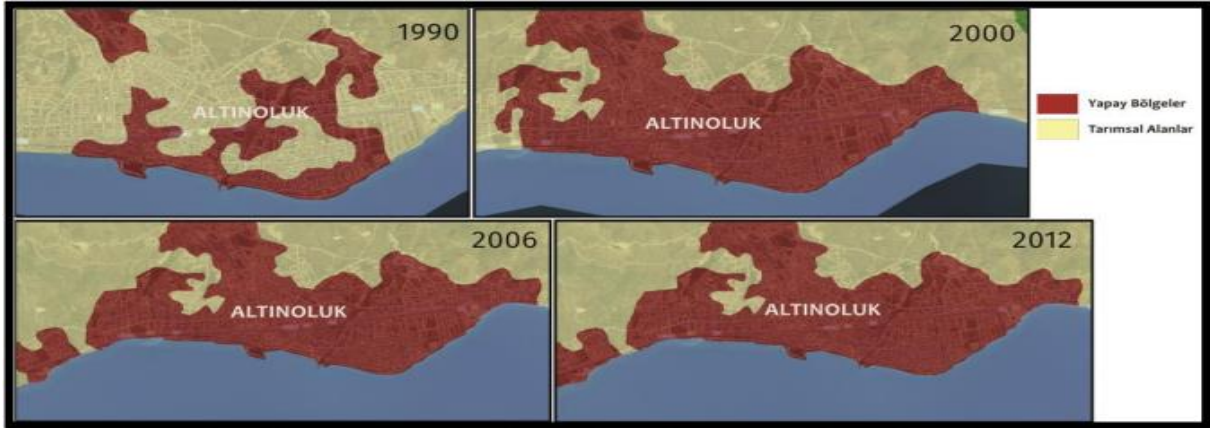 1990
ALTINOLUK
2000
ALTINOLUK
Yapay Bölgeler
Tarımsal Alanlar
2006
ALTINOLUK
2012
ALTINOLUK